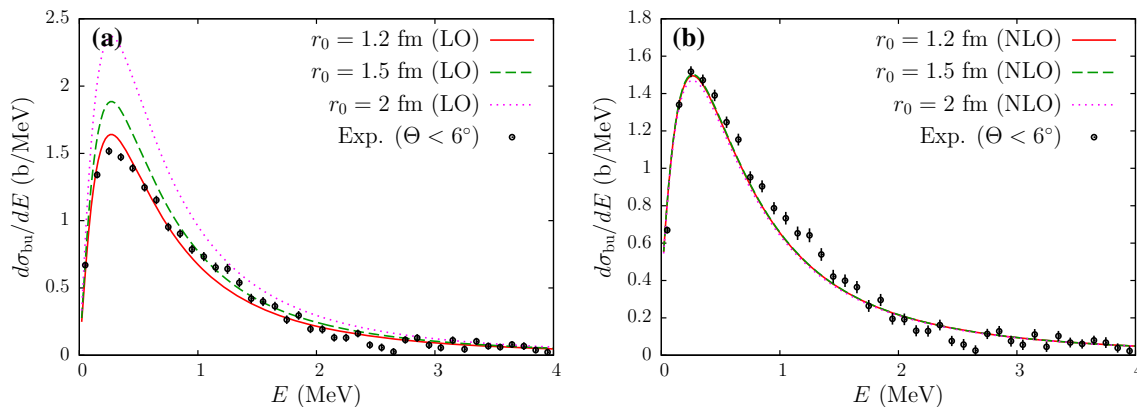 (a)
r₀ = 1.2 fm (LO)
r₀ = 1.5 fm (LO)
r₀ = 2 fm (LO)
Exp. (Θ < 6°)
dσ_bu/dE (b/MeV)
2.5
2
1.5
1
0.5
0
0 1 2 3 4
E (MeV)
(b)
r₀ = 1.2 fm (NLO)
r₀ = 1.5 fm (NLO)
r₀ = 2 fm (NLO)
Exp. (Θ < 6°)
dσ_bu/dE (b/MeV)
1.8
1.6
1.4
1.2
1
0.8
0.6
0.4
0.2
0
0 1 2 3 4
E (MeV)